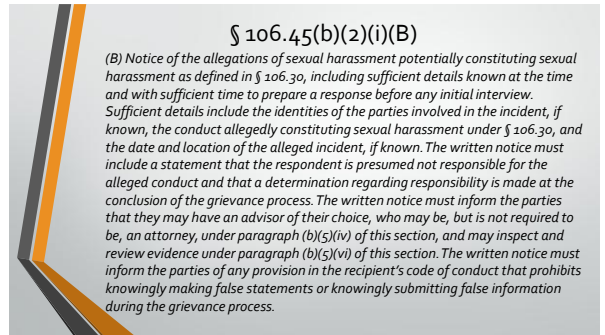 § 106.45(b)(2)(i)(B)
(B) Notice of the allegations of sexual harassment potentially constituting sexual
harassment as defined in § 106.30, including sufficient details known at the time
and with sufficient time to prepare a response before any initial interview.
Sufficient details include the identities of the parties involved in the incident, if
known, the conduct allegedly constituting sexual harassment under § 106.30, and
the date and location of the alleged incident, if known. The written notice must
include a statement that the respondent is presumed not responsible for the
alleged conduct and that a determination regarding responsibility is made at the
conclusion of the grievance process. The written notice must inform the parties
that they may have an advisor of their choice, who may be, but is not required to
be, an attorney, under paragraph (b)(5)(iv) of this section, and may inspect and
review evidence under paragraph (b)(5)(vi) of this section. The written notice must
inform the parties of any provision in the recipient's code of conduct that prohibits
knowingly making false statements or knowingly submitting false information
during the grievance process.